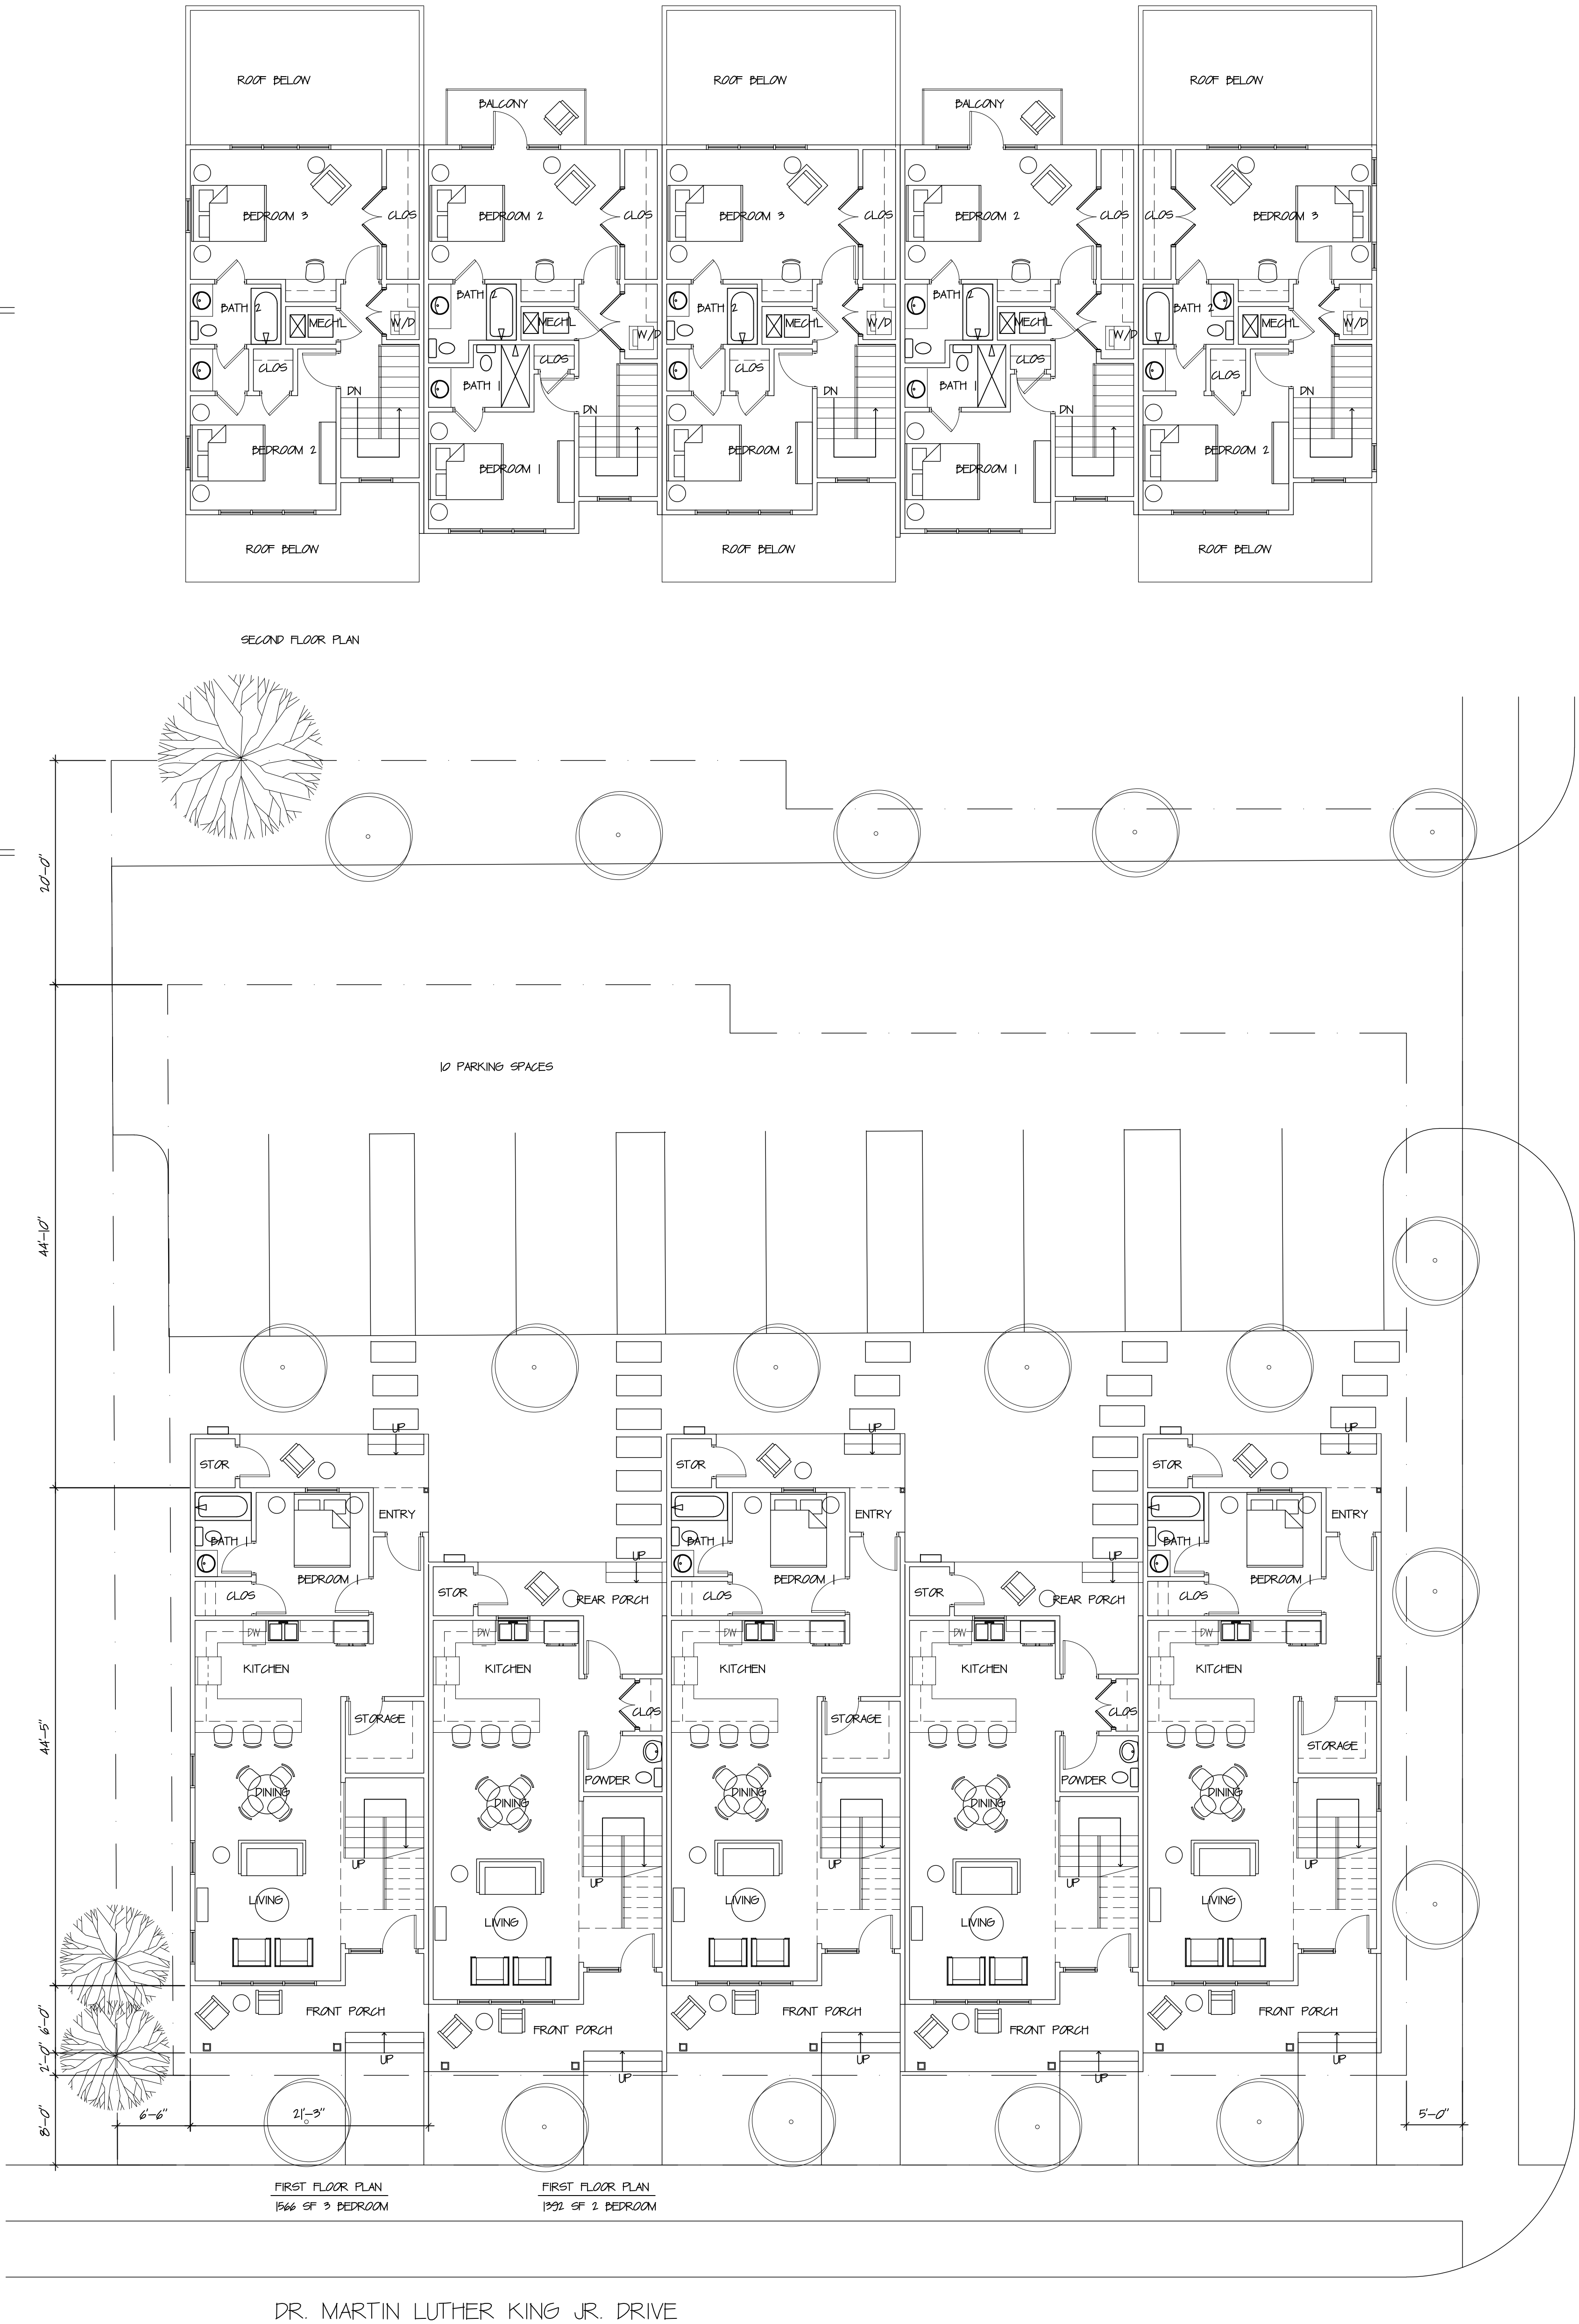 ROOF BELOW
ROOF BELOW
ROOF BELOW
BALCONY
BALCONY
BEDROOM 3
CLOS
BEDROOM 2
CLOS
BEDROOM 3
CLOS
BEDROOM 2
CLOS
CLOS
BEDROOM 3
BATH 2
MECH'L
W/D
BATH 2
MECH'L
W/D
BATH 2
MECH'L
W/D
BATH 2
MECH'L
W/D
BATH 2
MECH'L
W/D
CLOS
DN
BATH 1
CLOS
DN
CLOS
DN
BATH 1
CLOS
DN
CLOS
DN
BEDROOM 2
BEDROOM 1
BEDROOM 2
BEDROOM 1
BEDROOM 2
ROOF BELOW
ROOF BELOW
ROOF BELOW
SECOND FLOOR PLAN
20'-0"
10 PARKING SPACES
44'-10"
UP
UP
UP
STOR
STOR
STOR
ENTRY
ENTRY
ENTRY
BATH 1
BATH 1
BATH 1
UP
UP
BEDROOM 1
BEDROOM 1
BEDROOM 1
CLOS
STOR
REAR PORCH
CLOS
STOR
REAR PORCH
CLOS
DW
DW
DW
DW
DW
KITCHEN
KITCHEN
KITCHEN
KITCHEN
KITCHEN
STORAGE
CLOS
STORAGE
CLOS
STORAGE
44'-5"
DINING
POWDER
DINING
DINING
POWDER
DINING
DINING
UP
UP
UP
UP
UP
LIVING
LIVING
LIVING
LIVING
LIVING
6'-0"
FRONT PORCH
FRONT PORCH
FRONT PORCH
FRONT PORCH
FRONT PORCH
2'-0"
UP
UP
UP
UP
UP
8'-0"
6'-6"
21'-3"
5'-0"
FIRST FLOOR PLAN
1566 SF 3 BEDROOM
FIRST FLOOR PLAN
1392 SF 2 BEDROOM
DR. MARTIN LUTHER KING JR. DRIVE